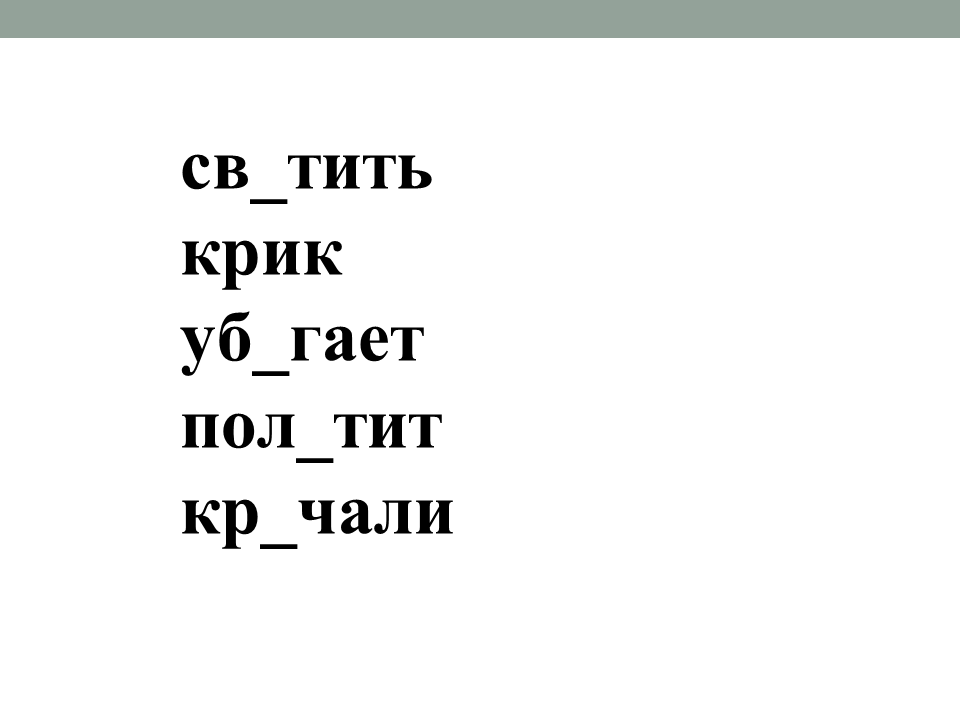 св_тить
крик
уб_гает
пол_тит
кр_чали